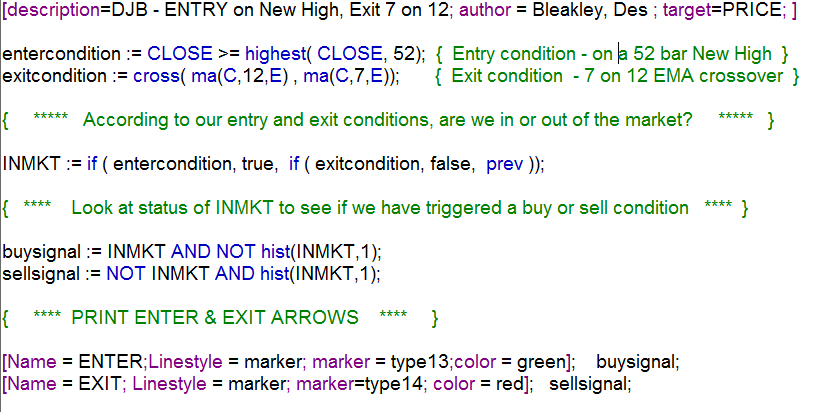 [description=DJB - ENTRY on New High, Exit 7 on 12; author = Bleakley, Des ; target=PRICE; ]
entercondition := CLOSE >= highest( CLOSE, 52); { Entry condition - on a 52 bar New High }
exitcondition := cross( ma(C,12,E) , ma(C,7,E)); { Exit condition - 7 on 12 EMA crossover }
{ ***** According to our entry and exit conditions, are we in or out of the market? ***** }
INMKT := if ( entercondition, true, if ( exitcondition, false, prev ));
{ **** Look at status of INMKT to see if we have triggered a buy or sell condition **** }
buysignal := INMKT AND NOT hist(INMKT,1);
sellsignal := NOT INMKT AND hist(INMKT,1);
{ **** PRINT ENTER & EXIT ARROWS **** }
[Name = ENTER;Linestyle = marker; marker = type13;color = green]; buysignal;
[Name = EXIT; Linestyle = marker; marker=type14; color = red]; sellsignal;